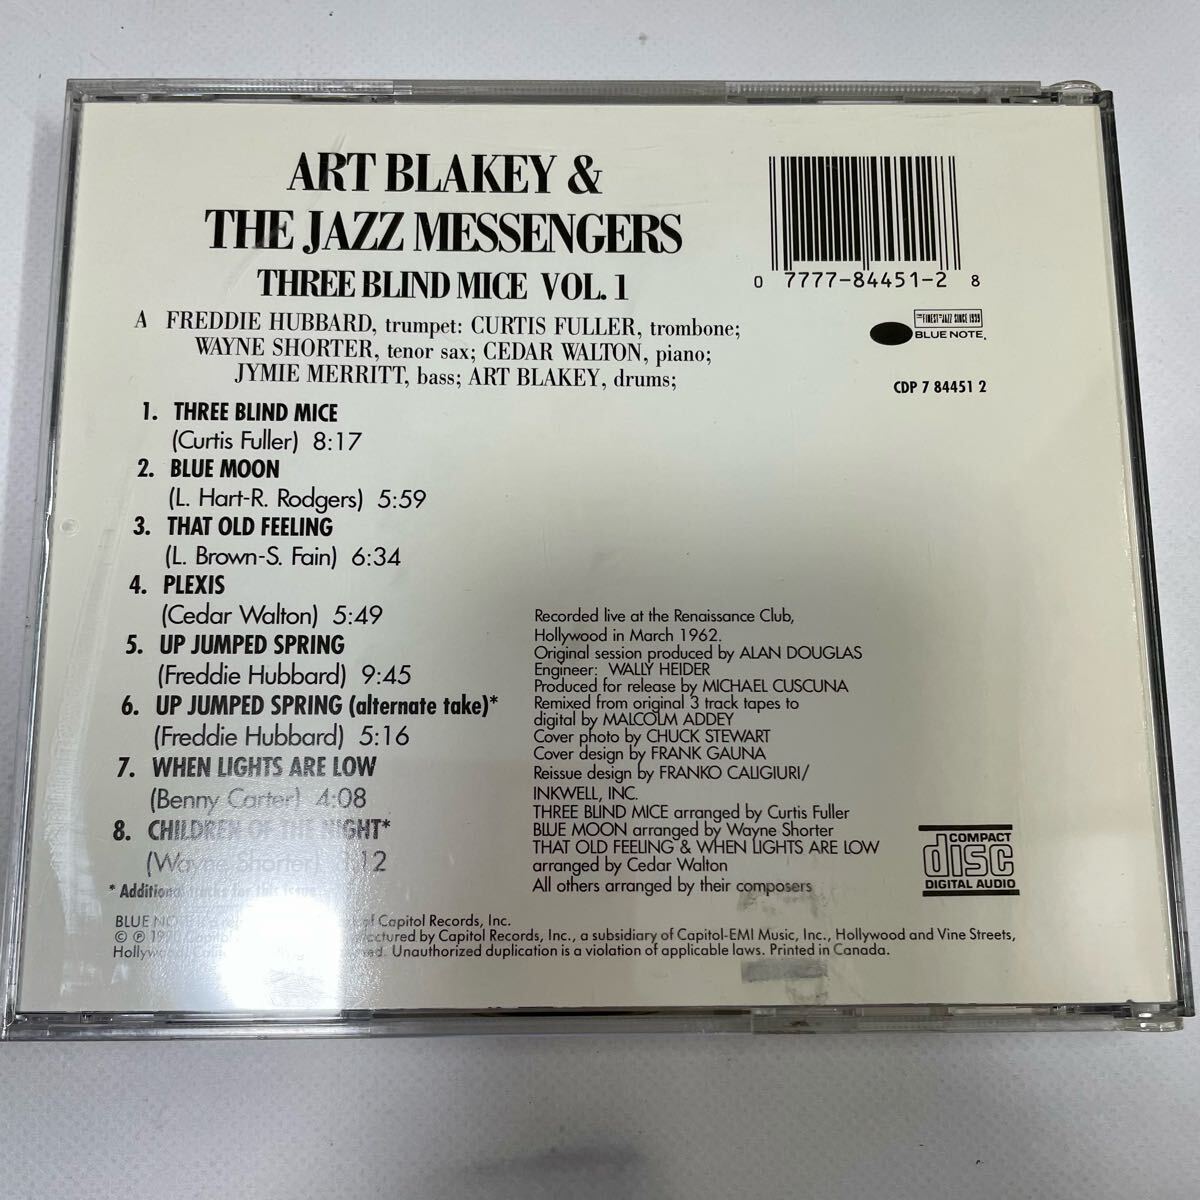 ART BLAKEY &
THE JAZZ MESSENGERS
THREE BLIND MICE VOL. 1
A FREDDIE HUBBARD, trumpet: CURTIS FULLER, trombone;
WAYNE SHORTER, tenor sax; CEDAR WALTON, piano;
JYMIE MERRITT, bass; ART BLAKEY, drums;
0 7777-84451-2 8
THE FINEST IN JAZZ SINCE 1939
BLUE NOTE.
CDP 7 84451 2
1. THREE BLIND MICE
(Curtis Fuller) 8:17
2. BLUE MOON
(L. Hart-R. Rodgers) 5:59
3. THAT OLD FEELING
(L. Brown-S. Fain) 6:34
4. PLEXIS
(Cedar Walton) 5:49
5. UP JUMPED SPRING
(Freddie Hubbard) 9:45
6. UP JUMPED SPRING (alternate take)*
(Freddie Hubbard) 5:16
7. WHEN LIGHTS ARE LOW
(Benny Carter) 4:08
8. CHILDREN OF THE NIGHT*
(Wayne Shorter) :12
* Additional tracks for this issue
Recorded live at the Renaissance Club,
Hollywood in March 1962.
Original session produced by ALAN DOUGLAS
Engineer: WALLY HEIDER
Produced for release by MICHAEL CUSCUNA
Remixed from original 3 track tapes to
digital by MALCOLM ADDEY
Cover photo by CHUCK STEWART
Cover design by FRANK GAUNA
Reissue design by FRANKO CALIGIURI/
INKWELL, INC.
THREE BLIND MICE arranged by Curtis Fuller
BLUE MOON arranged by Wayne Shorter
THAT OLD FEELING & WHEN LIGHTS ARE LOW
arranged by Cedar Walton
All others arranged by their composers
COMPACT
disc
DIGITAL AUDIO
BLUE NOTE of Capitol Records, Inc.
© ℗ Capitol Records, Inc., a subsidiary of Capitol-EMI Music, Inc., Hollywood and Vine Streets,
Hollywood, Unauthorized duplication is a violation of applicable laws. Printed in Canada.